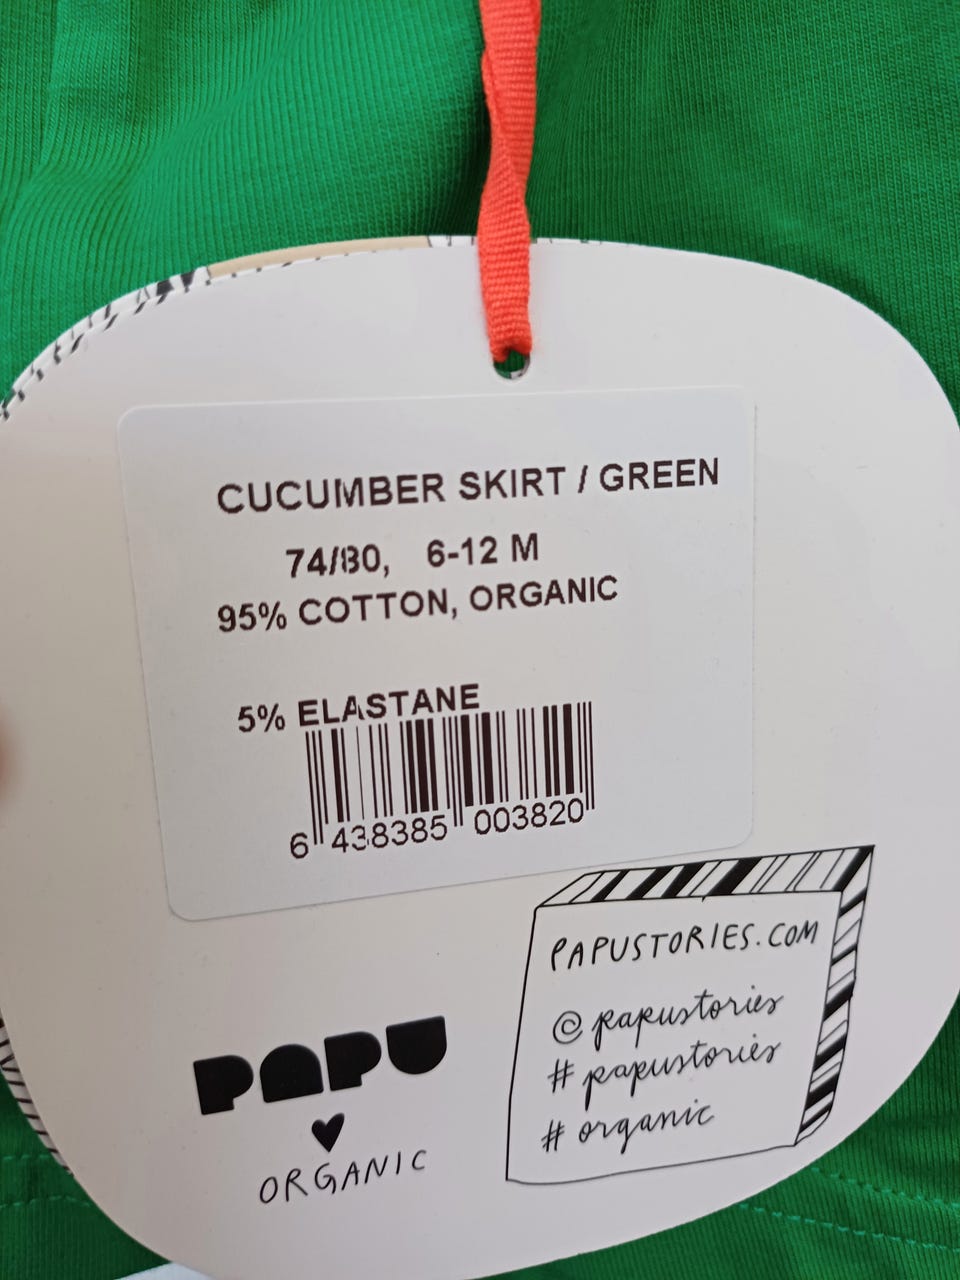 CUCUMBER SKIRT / GREEN
74/80, 6-12 M
95% COTTON, ORGANIC
5% ELASTANE
6 438385 003820
PAPUSTORIES.COM
@papustories
#papustories
#organic
PAPU
ORGANIC